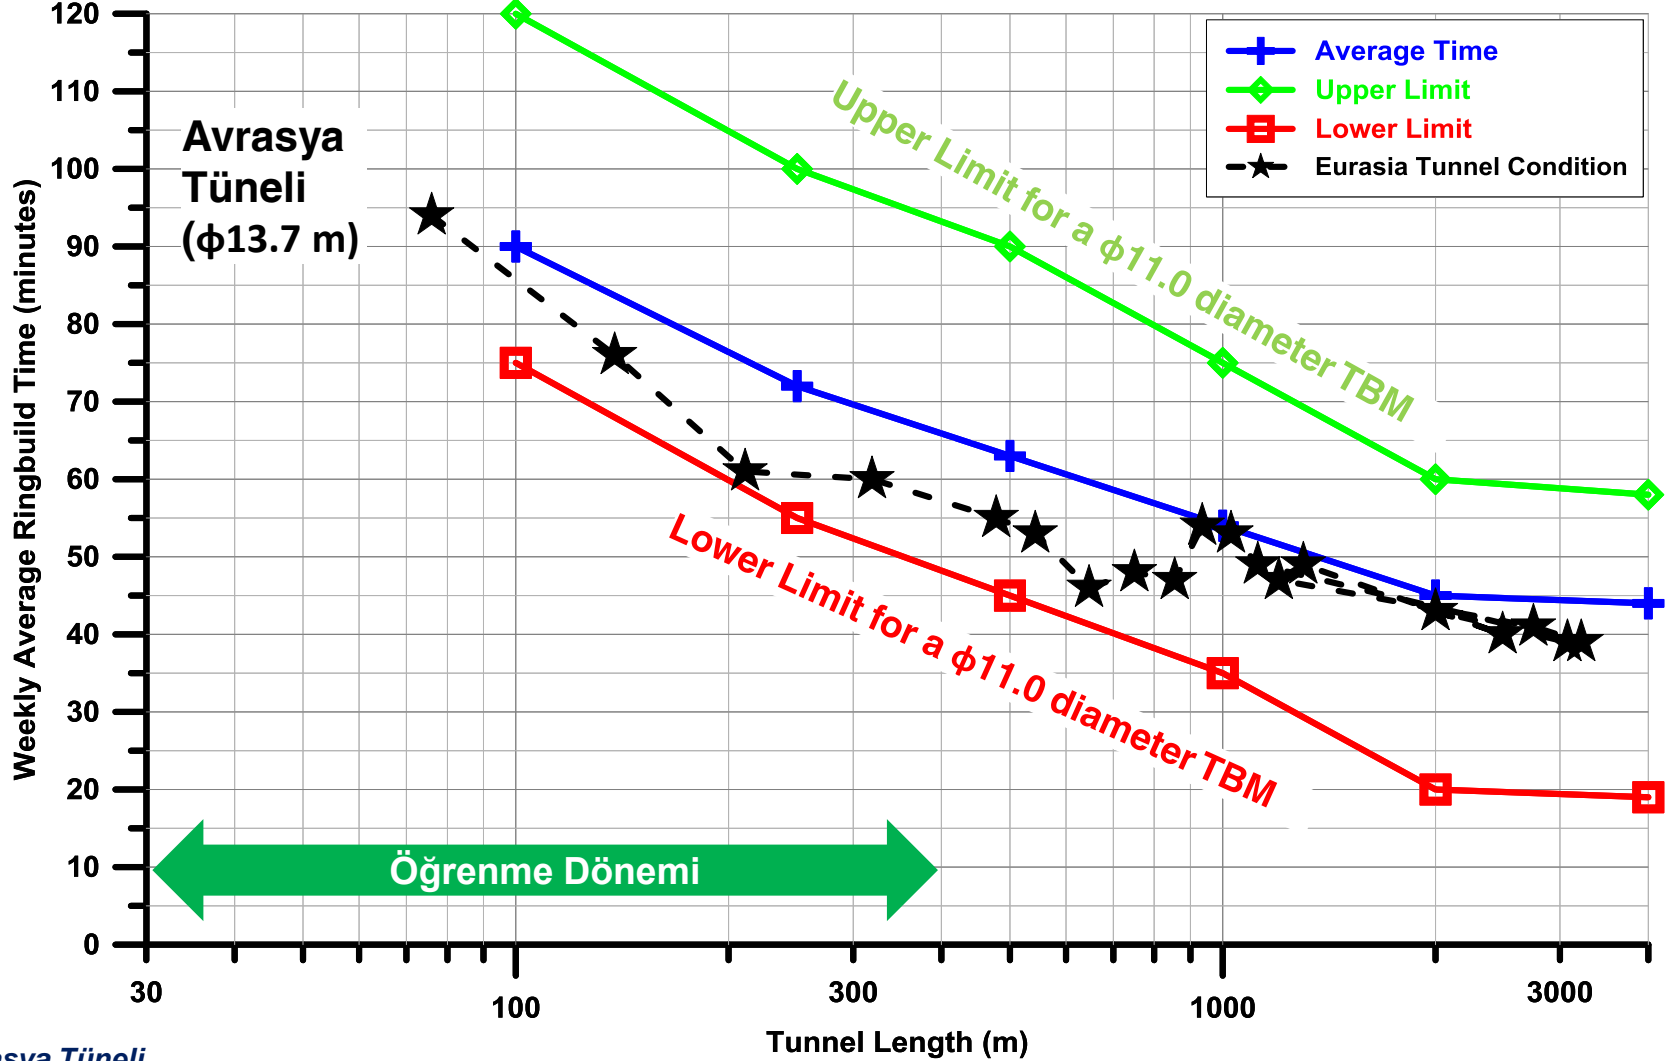 120
110
100
90
80
70
60
50
40
30
20
10
0
Weekly Average Ringbuild Time (minutes)
Avrasya
Tüneli
(ϕ13.7 m)
Average Time
Upper Limit
Lower Limit
Eurasia Tunnel Condition
Upper Limit for a ϕ11.0 diameter TBM
Lower Limit for a ϕ11.0 diameter TBM
Öğrenme Dönemi
30
100
300
1000
3000
Tunnel Length (m)
Tüneli